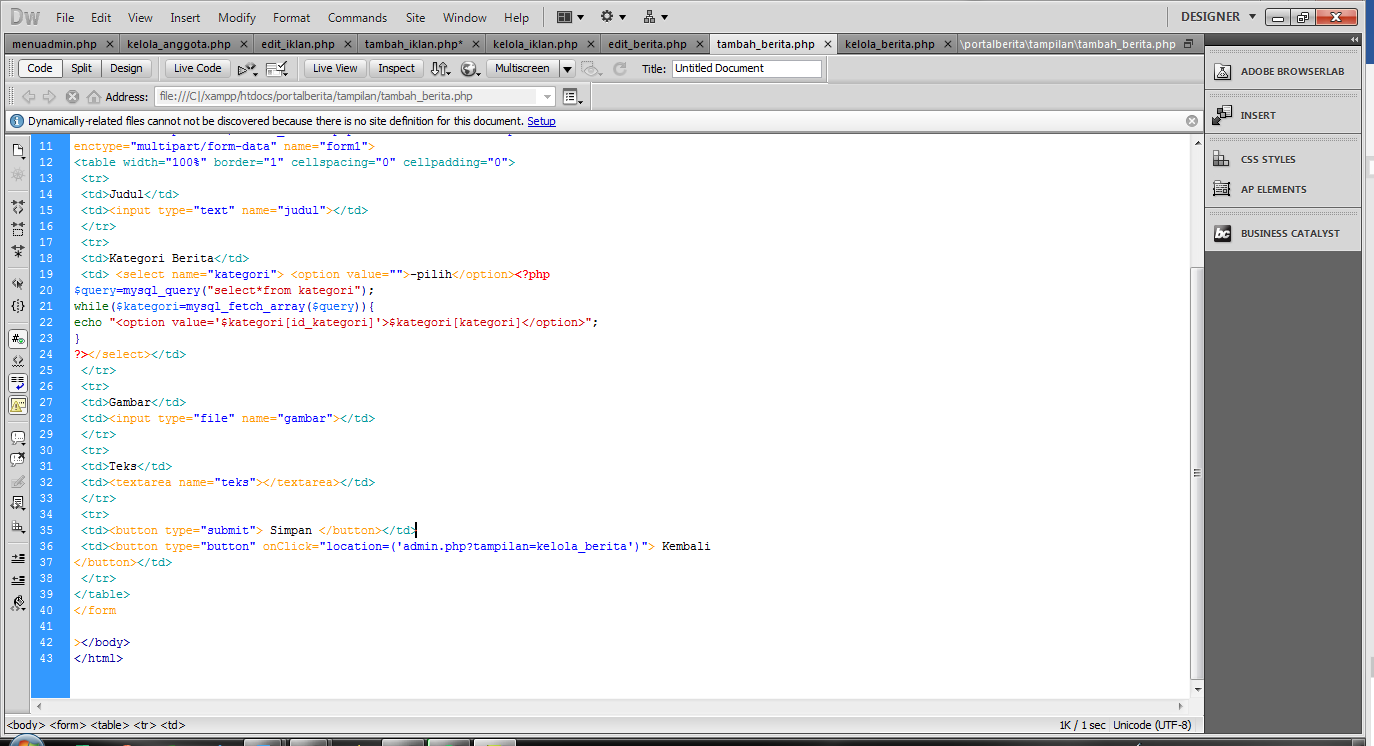 Dw File Edit View Insert Modify Format Commands Site Window Help DESIGNER
menuadmin.php kelola_anggota.php edit_iklan.php tambah_iklan.php* kelola_iklan.php edit_berita.php tambah_berita.php kelola_berita.php \portalberita\tampilan\tambah_berita.php
Code Split Design Live Code Live View Inspect Multiscreen Title: Untitled Document
Address: file:///C|/xampp/htdocs/portalberita/tampilan/tambah_berita.php
Dynamically-related files cannot not be discovered because there is no site definition for this document. Setup
11 enctype="multipart/form-data" name="form1">
12 <table width="100%" border="1" cellspacing="0" cellpadding="0">
13 <tr>
14 <td>Judul</td>
15 <td><input type="text" name="judul"></td>
16 </tr>
17 <tr>
18 <td>Kategori Berita</td>
19 <td> <select name="kategori"> <option value="">-pilih</option><?php
20 $query=mysql_query("select*from kategori");
21 while($kategori=mysql_fetch_array($query)){
22 echo "<option value='$kategori[id_kategori]'>$kategori[kategori]</option>";
23 }
24 ?></select></td>
25 </tr>
26 <tr>
27 <td>Gambar</td>
28 <td><input type="file" name="gambar"></td>
29 </tr>
30 <tr>
31 <td>Teks</td>
32 <td><textarea name="teks"></textarea></td>
33 </tr>
34 <tr>
35 <td><button type="submit"> Simpan </button></td>
36 <td><button type="button" onClick="location=('admin.php?tampilan=kelola_berita')"> Kembali
37 </button></td>
38 </tr>
39 </table>
40 </form
41
42 ></body>
43 </html>
<body> <form> <table> <tr> <td> 1K / 1 sec Unicode (UTF-8)
ADOBE BROWSERLAB
INSERT
CSS STYLES
AP ELEMENTS
bc BUSINESS CATALYST